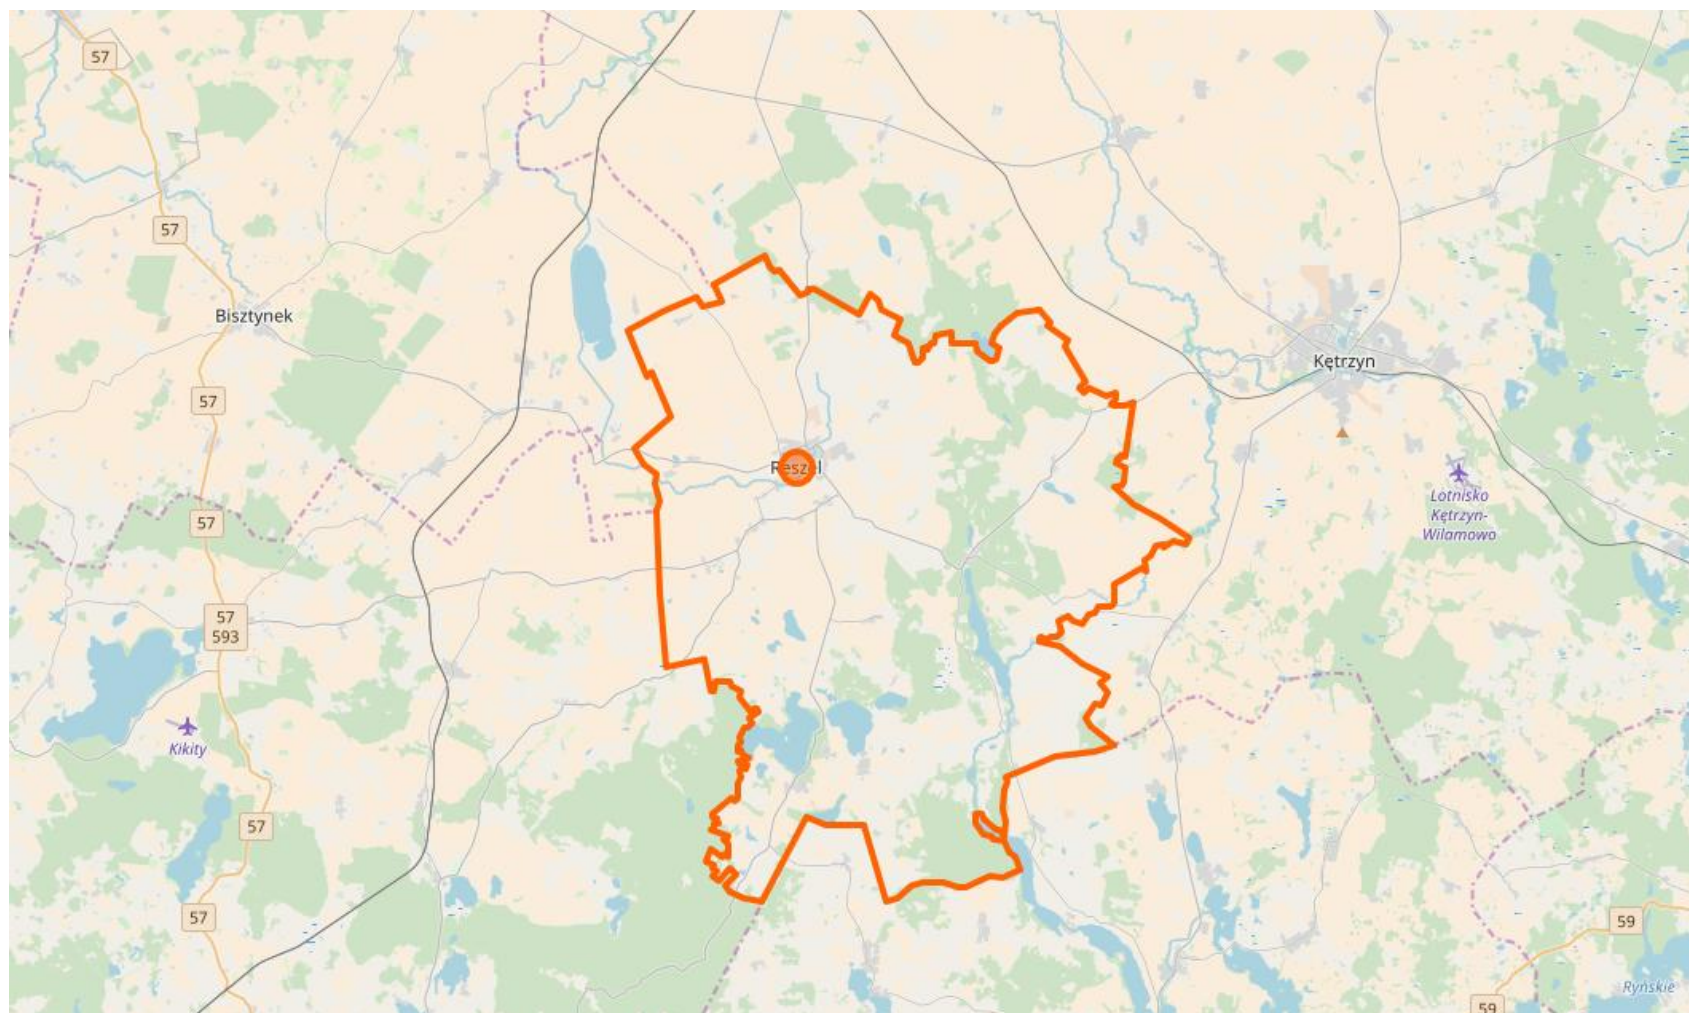 57
57
Bisztynek
Kętrzyn
57
Reszel
Lotnisko
Kętrzyn-
Wilamowo
57
57
593
Kikity
57
57
59
Ryńskie
59